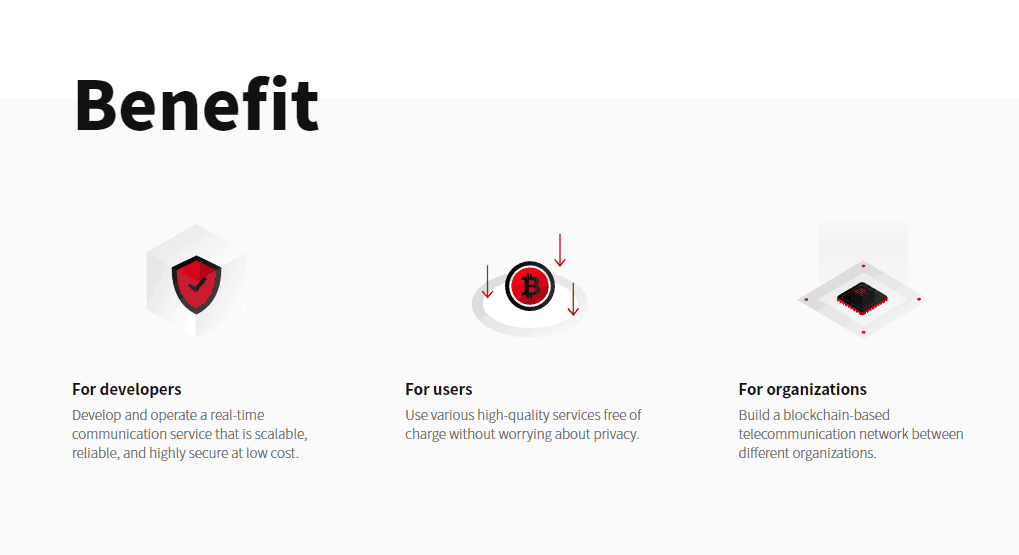 Benefit
For developers
Develop and operate a real-time
communication service that is scalable,
reliable, and highly secure at low cost.
For users
Use various high-quality services free of
charge without worrying about privacy.
For organizations
Build a blockchain-based
telecommunication network between
different organizations.